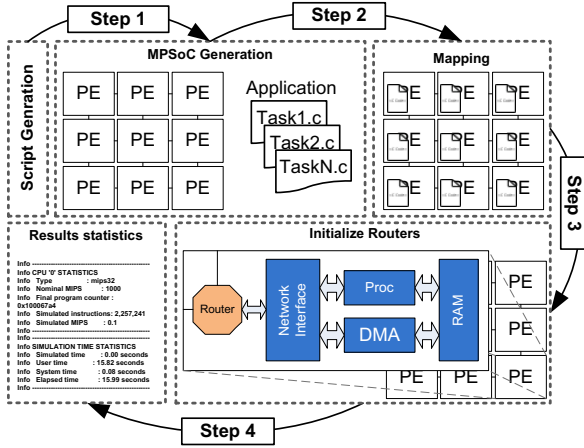 Step 1
Step 2
Script Genration
MPSoC Generation
PE PE PE
PE PE PE
PE PE PE
Application
Task1.c
Task2.c
TaskN.c
Mapping
E E E
E E E
E E E
Step 3
Results statistics
Info ----------------------------------------
Info CPU '0' STATISTICS
Info Type : mips32
Info Nominal MIPS : 1000
Info Final program counter :
0x100067a4
Info Simulated instructions: 2,257,241
Info Simulated MIPS : 0.1
Info ----------------------------------------
Info ----------------------------------------
Info SIMULATION TIME STATISTICS
Info Simulated time : 0.00 seconds
Info User time : 15.82 seconds
Info System time : 0.08 seconds
Info Elapsed time : 15.99 seconds
Info ----------------------------------------
Initialize Routers
Router
Network
Interface
Proc
DMA
RAM
PE
PE
PE PE PE
Step 4